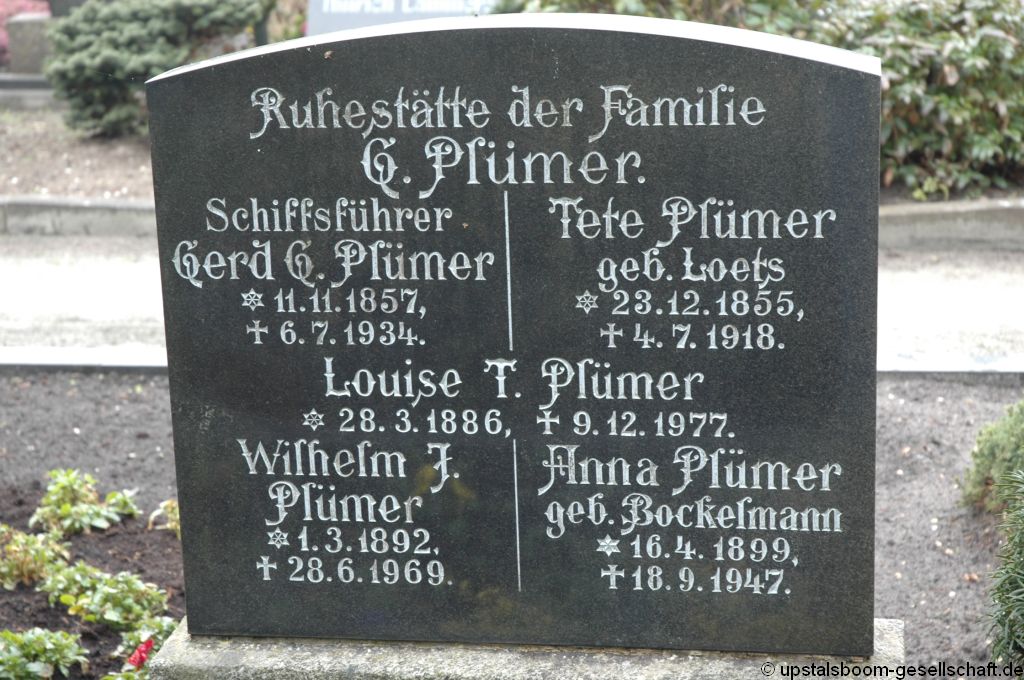 Ruhestätte der Familie
G. Plümer.
Schiffsführer
Gerd G. Plümer
✡ 11.11.1857,
✝ 6.7.1934.
Tete Plümer
geb. Loets
✡ 23.12.1855,
✝ 4.7.1918.
Louise T. Plümer
✡ 28.3.1886, ✝ 9.12.1977.
Wilhelm J.
Plümer
✡ 1.3.1892,
✝ 28.6.1969.
Anna Plümer
geb. Bockelmann
✡ 16.4.1899,
✝ 18.9.1947.
© upstalsboom-gesellschaft.de